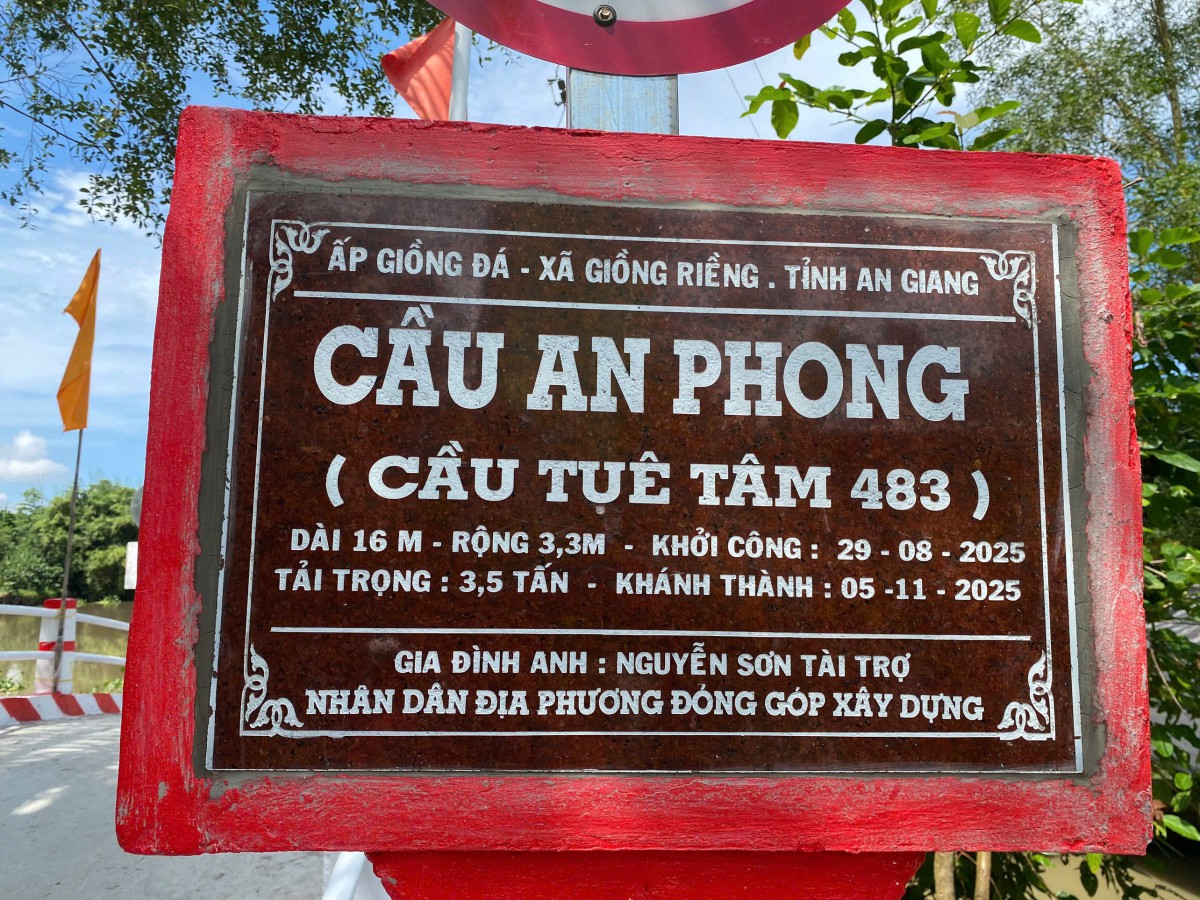 ẤP GIỒNG ĐÁ - XÃ GIỒNG RIỀNG . TỈNH AN GIANG
CẦU AN PHONG
( CẦU TUÊ TÂM 483 )
DÀI 16 M - RỘNG 3,3M - KHỞI CÔNG : 29 - 08 - 2025
TẢI TRỌNG : 3,5 TẤN - KHÁNH THÀNH : 05 -11 - 2025
GIA ĐÌNH ANH : NGUYỄN SƠN TÀI TRỢ
NHÂN DÂN ĐỊA PHƯƠNG ĐÓNG GÓP XÂY DỰNG